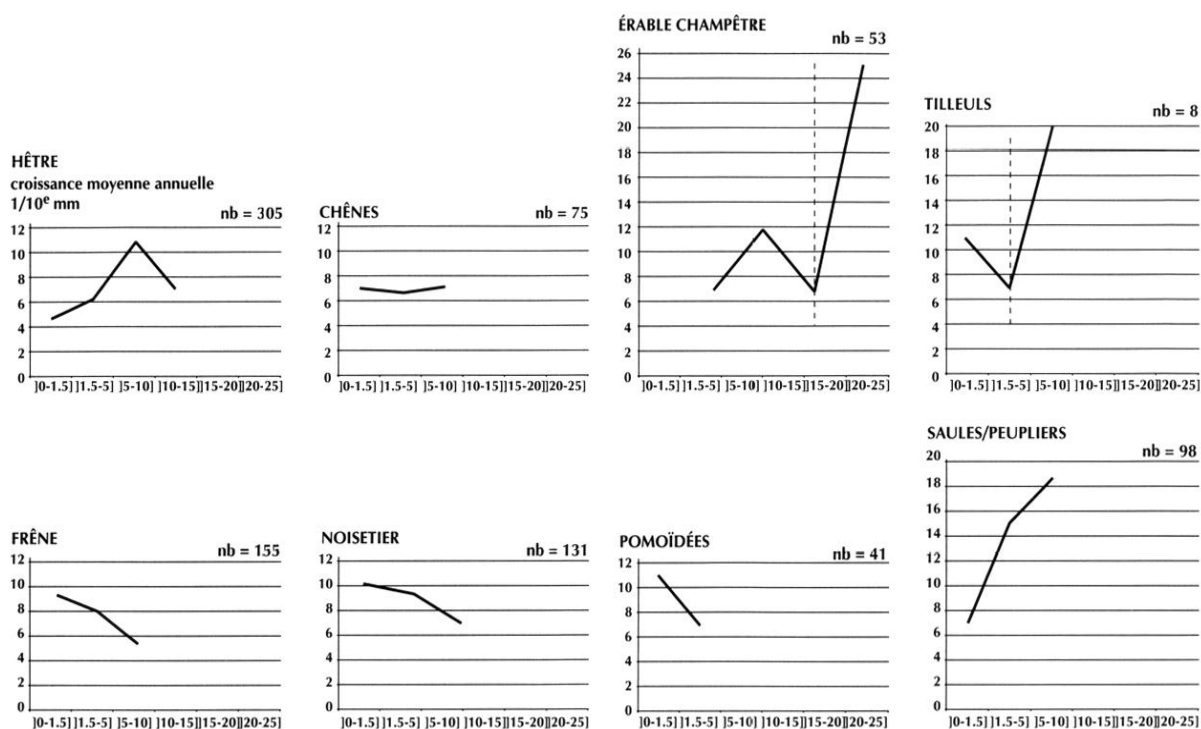 HÊTRE
croissance moyenne annuelle
1/10e mm
nb = 305
12
10
8
6
4
2
0
]0-1.5] ]1.5-5] ]5-10] ]10-15]]15-20]]20-25]
CHÊNES
nb = 75
12
10
8
6
4
2
0
]0-1.5] ]1.5-5] ]5-10] ]10-15]]15-20]]20-25]
ÉRABLE CHAMPÊTRE
nb = 53
26
24
22
20
18
16
14
12
10
8
6
4
2
0
]0-1.5] ]1.5-5] ]5-10] ]10-15]]15-20]]20-25]
TILLEULS
nb = 8
20
18
16
14
12
10
8
6
4
2
0
]0-1.5] ]1.5-5] ]5-10] ]10-15]]15-20]]20-25]
FRÊNE
nb = 155
12
10
8
6
4
2
0
]0-1.5] ]1.5-5] ]5-10] ]10-15]]15-20]]20-25]
NOISETIER
nb = 131
12
10
8
6
4
2
0
]0-1.5] ]1.5-5] ]5-10] ]10-15]]15-20]]20-25]
POMOÏDÉES
nb = 41
12
10
8
6
4
2
0
]0-1.5] ]1.5-5] ]5-10] ]10-15]]15-20]]20-25]
SAULES/PEUPLIERS
nb = 98
20
18
16
14
12
10
8
6
4
2
0
]0-1.5] ]1.5-5] ]5-10] ]10-15]]15-20]]20-25]